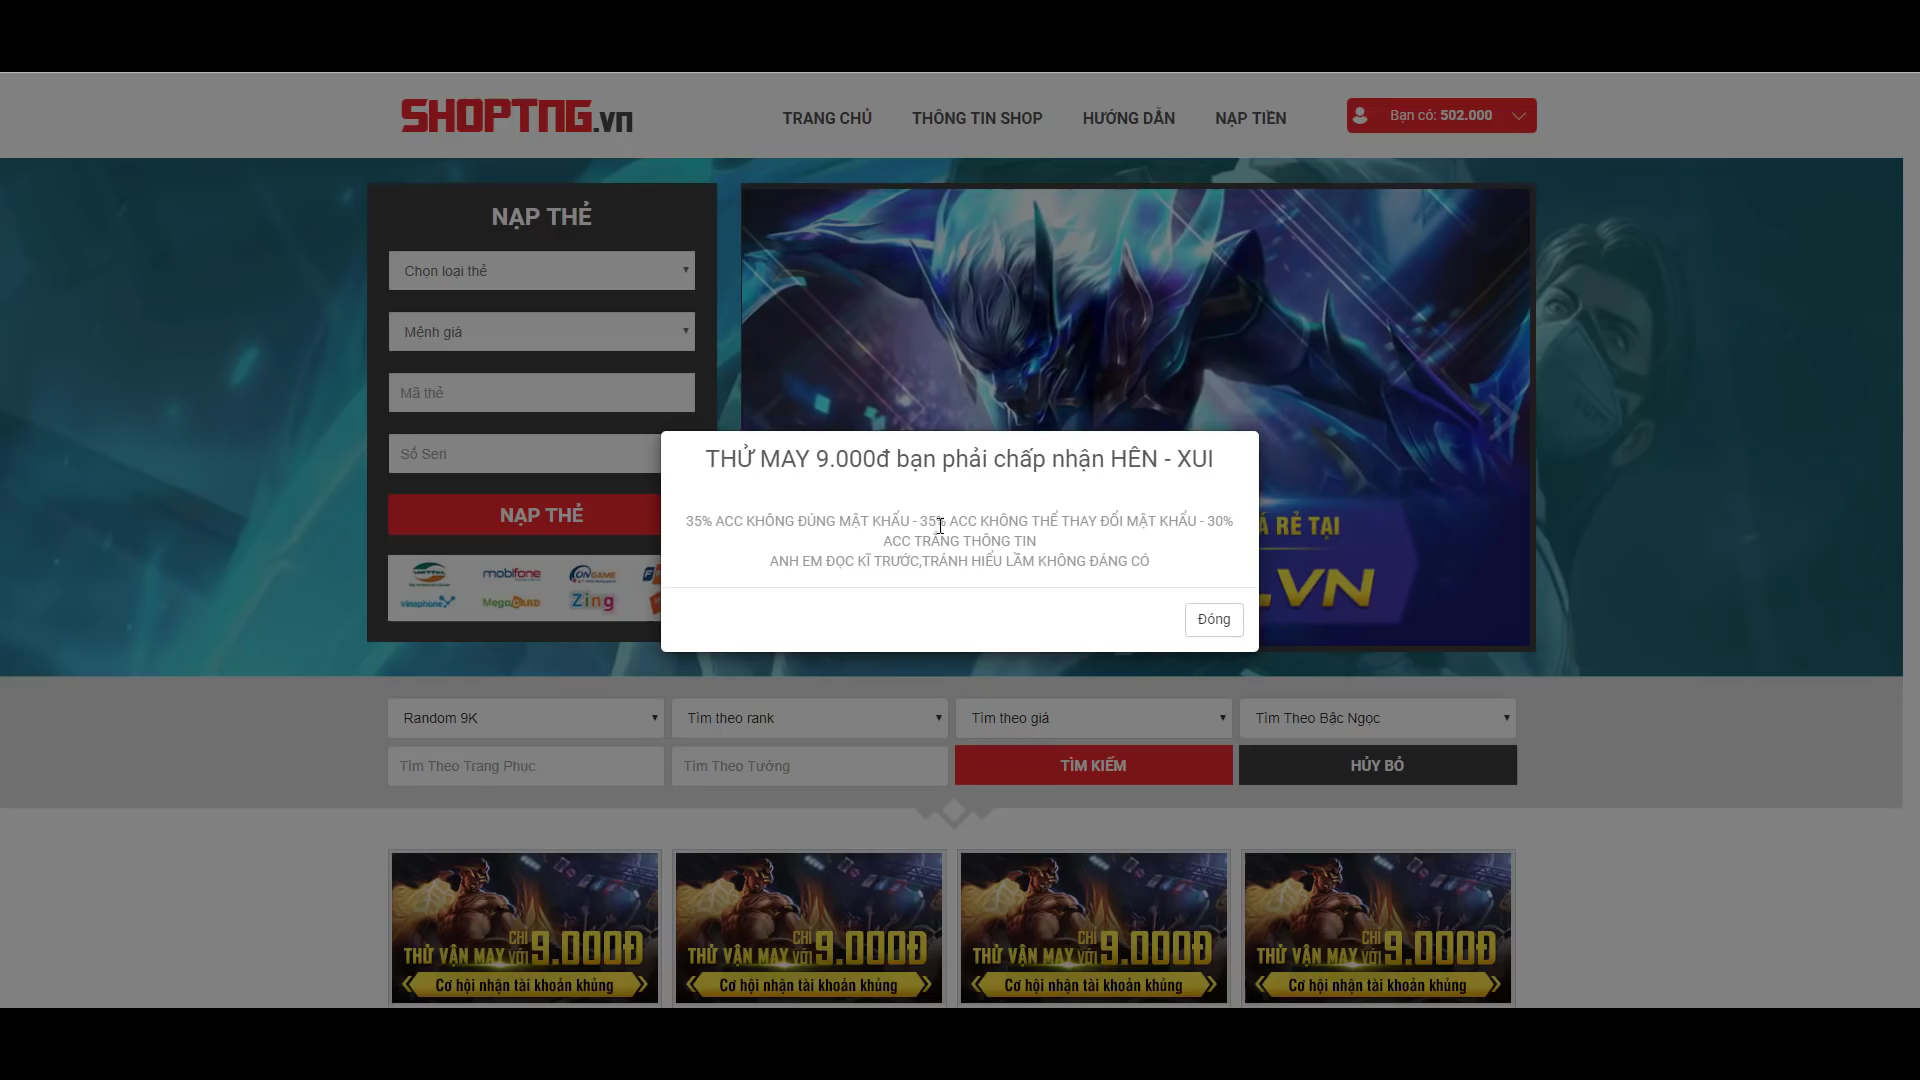 SHOPTNG.vn
TRANG CHỦ
THÔNG TIN SHOP
HƯỚNG DẪN
NẠP TIỀN
Bạn có: 502.000
NẠP THẺ
Chọn loại thẻ
Mệnh giá
Mã thẻ
Số Seri
NẠP THẺ
viettel
mobifone
ONGAME
vinaphone
MegaCARD
Zing
Á RẺ TẠI
.VN
THỬ MAY 9.000đ bạn phải chấp nhận HÊN - XUI
35% ACC KHÔNG ĐÚNG MẬT KHẨU - 35% ACC KHÔNG THỂ THAY ĐỔI MẬT KHẨU - 30%
ACC TRẮNG THÔNG TIN
ANH EM ĐỌC KĨ TRƯỚC,TRÁNH HIỂU LẦM KHÔNG ĐÁNG CÓ
Đóng
Random 9K
Tìm theo rank
Tìm theo giá
Tìm Theo Bậc Ngọc
Tìm Theo Trang Phục
Tìm Theo Tướng
TÌM KIẾM
HỦY BỎ
THỬ VẬN MAY VỚI CHỈ 9.000Đ
Cơ hội nhận tài khoản khủng
THỬ VẬN MAY VỚI CHỈ 9.000Đ
Cơ hội nhận tài khoản khủng
THỬ VẬN MAY VỚI CHỈ 9.000Đ
Cơ hội nhận tài khoản khủng
THỬ VẬN MAY VỚI CHỈ 9.000Đ
Cơ hội nhận tài khoản khủng